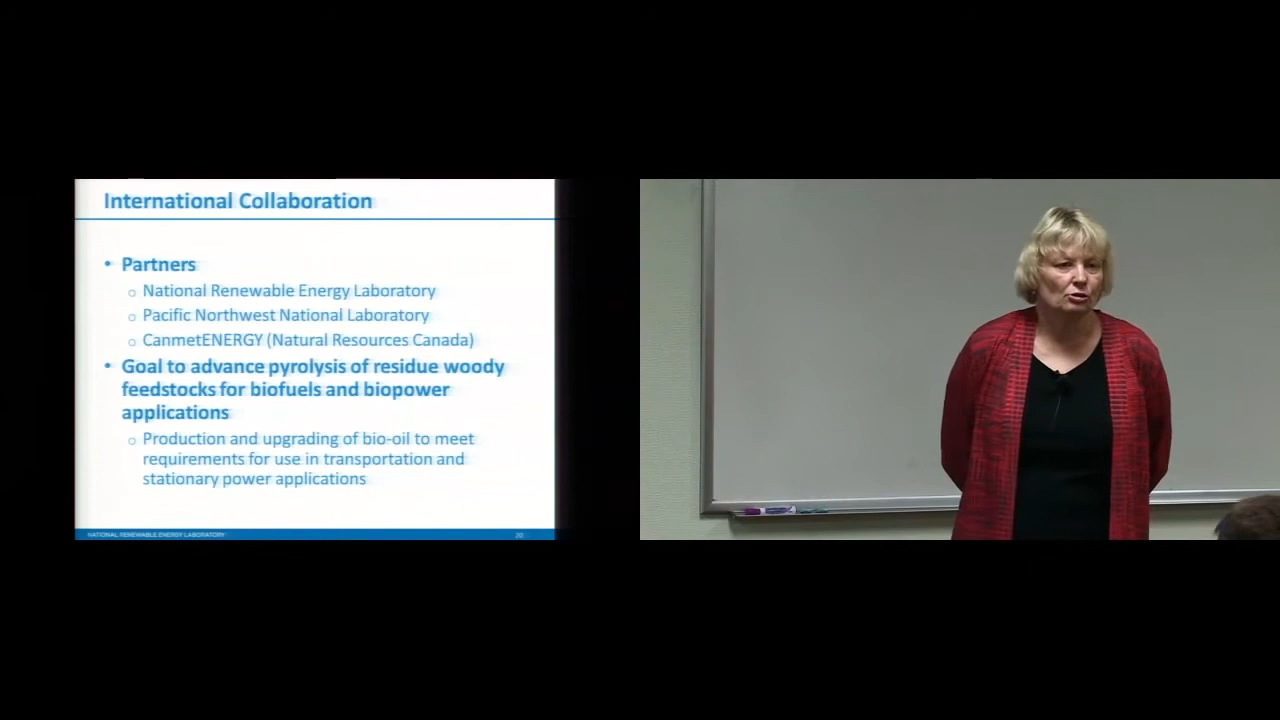 International Collaboration
• Partners
o National Renewable Energy Laboratory
o Pacific Northwest National Laboratory
o CanmetENERGY (Natural Resources Canada)
• Goal to advance pyrolysis of residue woody
feedstocks for biofuels and biopower
applications
o Production and upgrading of bio-oil to meet
requirements for use in transportation and
stationary power applications
NATIONAL RENEWABLE ENERGY LABORATORY
20